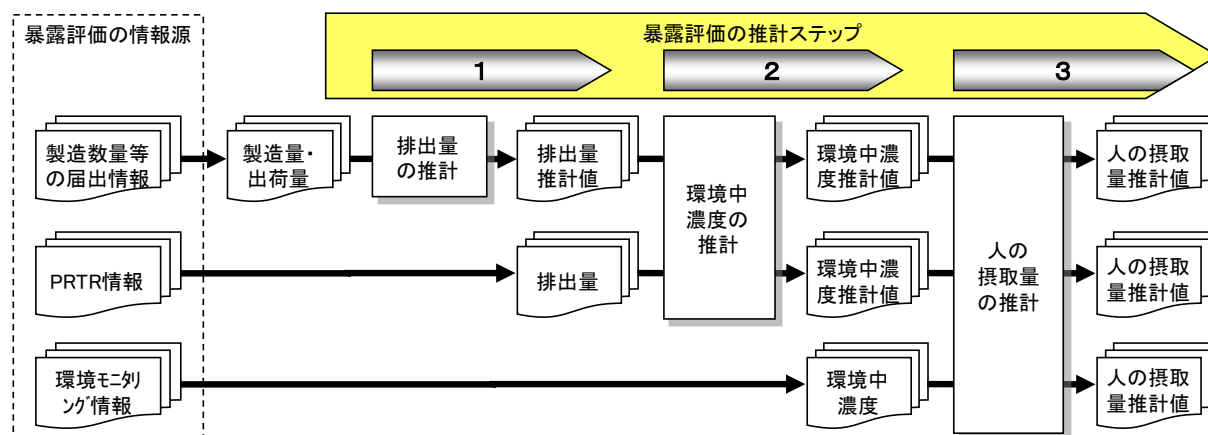 暴露評価の情報源
暴露評価の推計ステップ
1
2
3
製造数量等
の届出情報
製造量・
出荷量
排出量
の推計
排出量
推計値
環境中
濃度の
推計
環境中濃
度推計値
人の
摂取量
の推計
人の摂取
量推計値
PRTR情報
排出量
環境中濃
度推計値
人の摂取
量推計値
環境ﾓﾆﾀﾘ
ﾝｸﾞ情報
環境中
濃度
人の摂取
量推計値